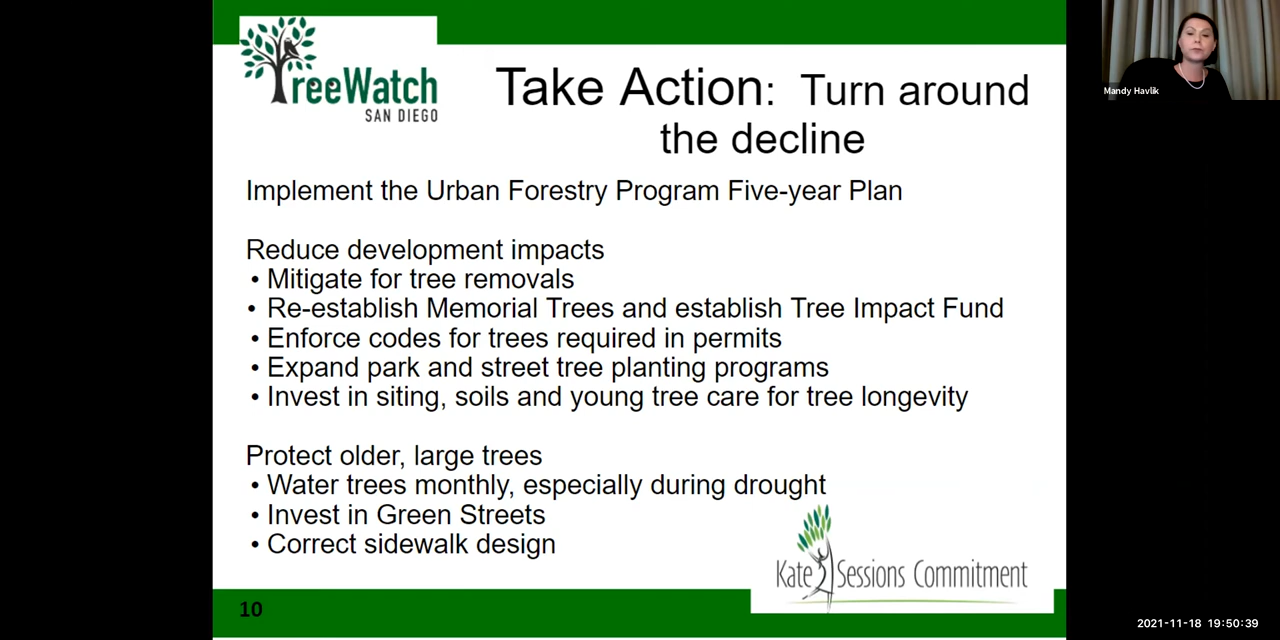 TreeWatch
SAN DIEGO
Take Action: Turn around
the decline
Implement the Urban Forestry Program Five-year Plan
Reduce development impacts
• Mitigate for tree removals
• Re-establish Memorial Trees and establish Tree Impact Fund
• Enforce codes for trees required in permits
• Expand park and street tree planting programs
• Invest in siting, soils and young tree care for tree longevity
Protect older, large trees
• Water trees monthly, especially during drought
• Invest in Green Streets
• Correct sidewalk design
Kate Sessions Commitment
10
Mandy Havlik
2021-11-18 19:50:39